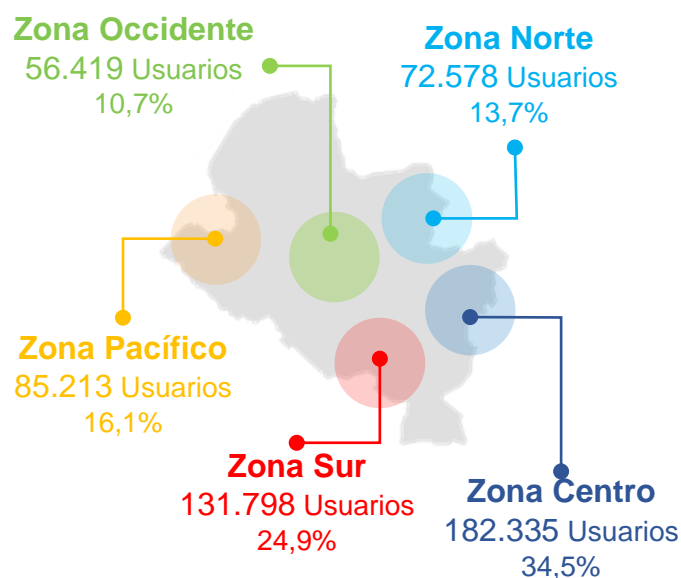 Zona Occidente
56.419 Usuarios
10,7%
Zona Norte
72.578 Usuarios
13,7%
Zona Pacífico
85.213 Usuarios
16,1%
Zona Sur
131.798 Usuarios
24,9%
Zona Centro
182.335 Usuarios
34,5%